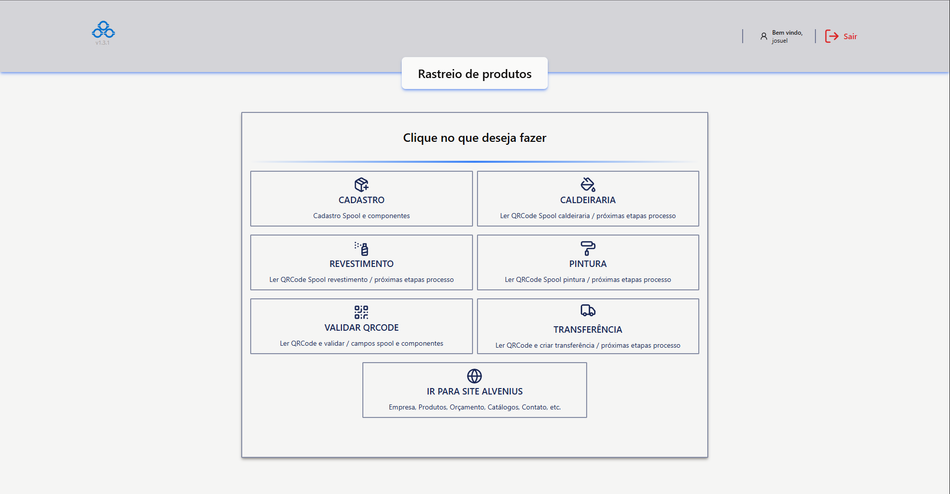 v1.3.1
Bem vindo,
josuel
Sair
Rastreio de produtos
Clique no que deseja fazer
CADASTRO
Cadastro Spool e componentes
CALDEIRARIA
Ler QRCode Spool caldeiraria / próximas etapas processo
REVESTIMENTO
Ler QRCode Spool revestimento / próximas etapas processo
PINTURA
Ler QRCode Spool pintura / próximas etapas processo
VALIDAR QRCODE
Ler QRCode e validar / campos spool e componentes
TRANSFERÊNCIA
Ler QRCode e criar transferência / próximas etapas processo
IR PARA SITE ALVENIUS
Empresa, Produtos, Orçamento, Catálogos, Contato, etc.